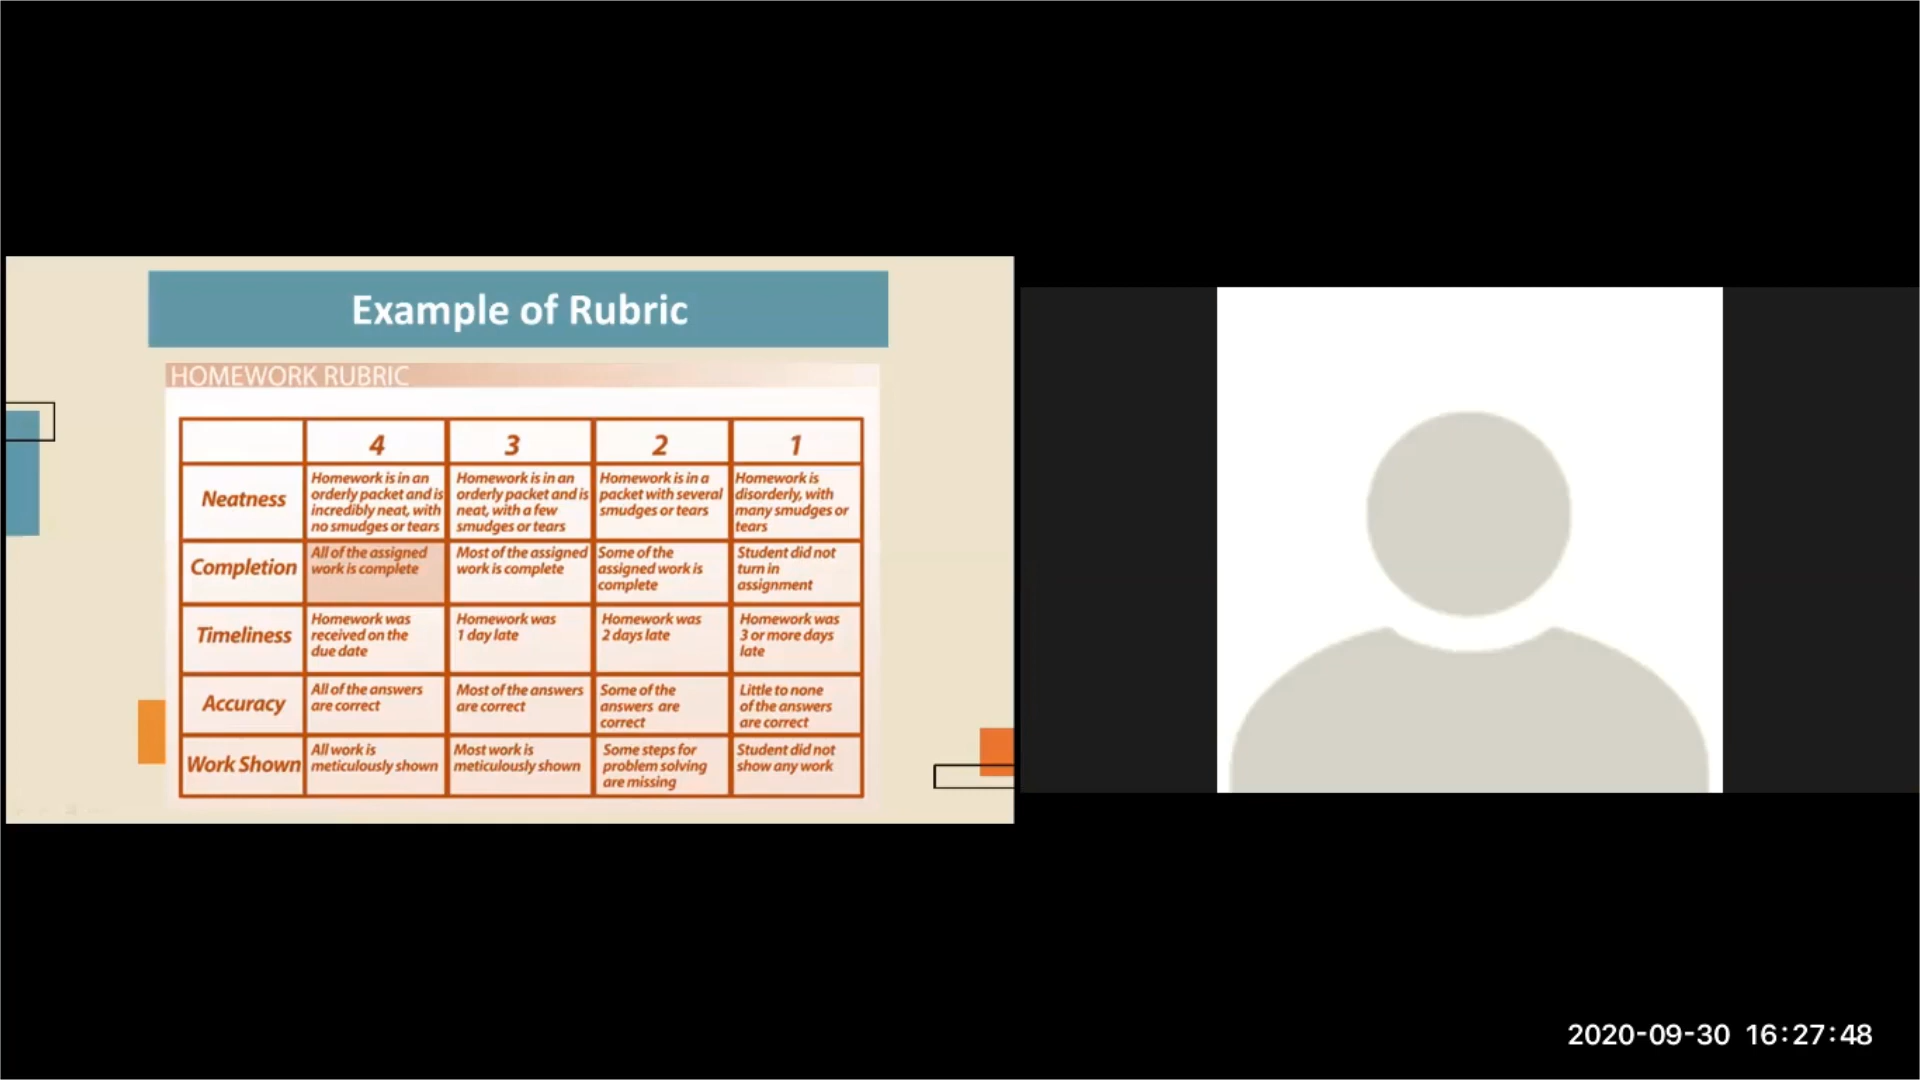 Example of Rubric
HOMEWORK RUBRIC
4 3 2 1
Neatness
Homework is in an
orderly packet and is
incredibly neat, with
no smudges or tears
Homework is in an
orderly packet and is
neat, with a few
smudges or tears
Homework is in a
packet with several
smudges or tears
Homework is
disorderly, with
many smudges or
tears
Completion
All of the assigned
work is complete
Most of the assigned
work is complete
Some of the
assigned work is
complete
Student did not
turn in
assignment
Timeliness
Homework was
received on the
due date
Homework was
1 day late
Homework was
2 days late
Homework was
3 or more days
late
Accuracy
All of the answers
are correct
Most of the answers
are correct
Some of the
answers are
correct
Little to none
of the answers
are correct
Work Shown
All work is
meticulously shown
Most work is
meticulously shown
Some steps for
problem solving
are missing
Student did not
show any work
2020-09-30 16:27:48